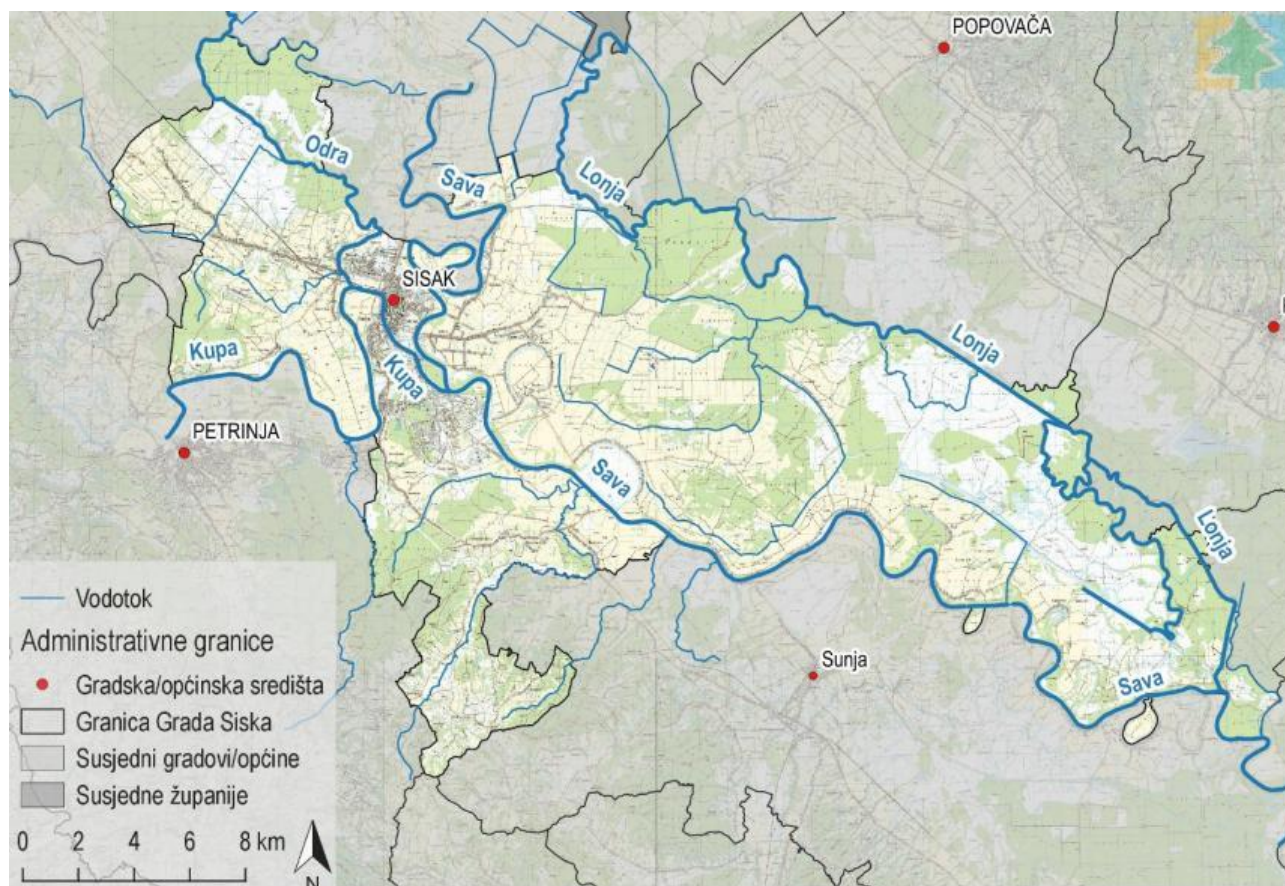 POPOVAČA
Odra
Sava
Lonja
SISAK
Kupa
Kupa
Lonja
PETRINJA
Sava
Lonja
Sunja
Sava
Vodotok
Administrativne granice
Gradska/općinska središta
Granica Grada Siska
Susjedni gradovi/općine
Susjedne županije
0 2 4 6 8 km
N